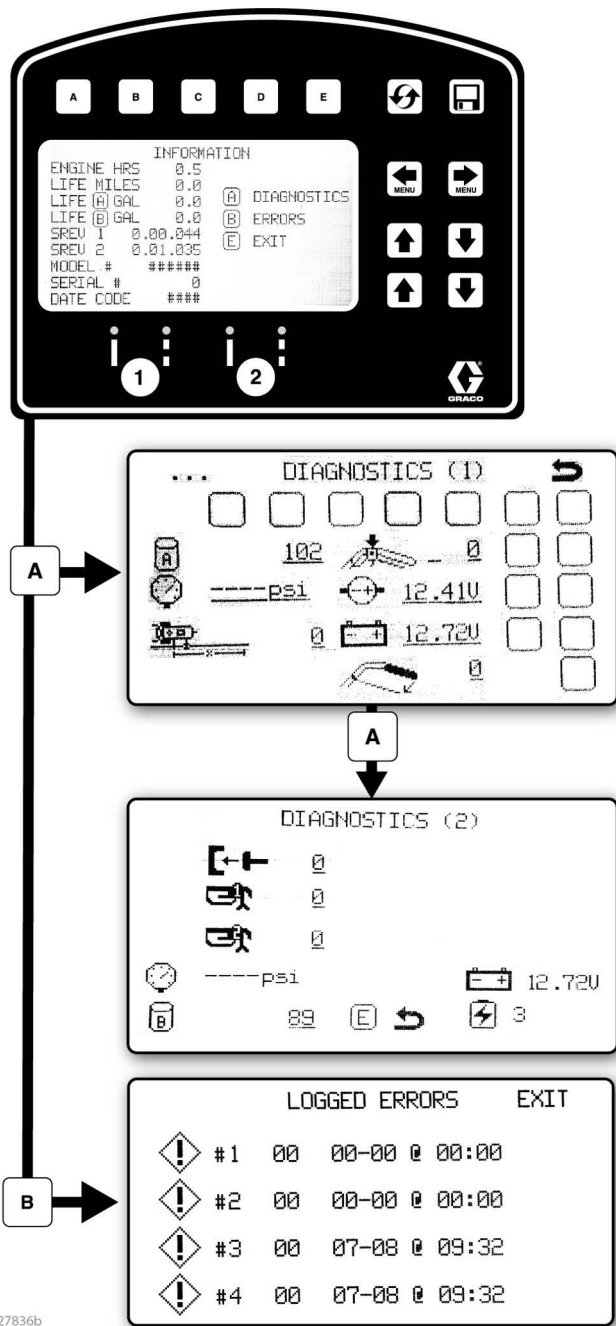 A B C D E
INFORMATION
ENGINE HRS 0.5
LIFE MILES 0.0
LIFE A GAL 0.0
LIFE B GAL 0.0
SREV 1 0.00.044
SREV 2 0.01.035
MODEL # ######
SERIAL # 0
DATE CODE ####
A DIAGNOSTICS
B ERRORS
E EXIT
MENU MENU
1 2
GRACO
A
... DIAGNOSTICS (1)
A 102 _ 0
----psi 12.41V
x 0 - + 12.72V
0
A
DIAGNOSTICS (2)
0
0
0
----psi - + 12.72V
B 89 E 3
B
LOGGED ERRORS EXIT
! #1 00 00-00 @ 00:00
! #2 00 00-00 @ 00:00
! #3 00 07-08 @ 09:32
! #4 00 07-08 @ 09:32
27836b